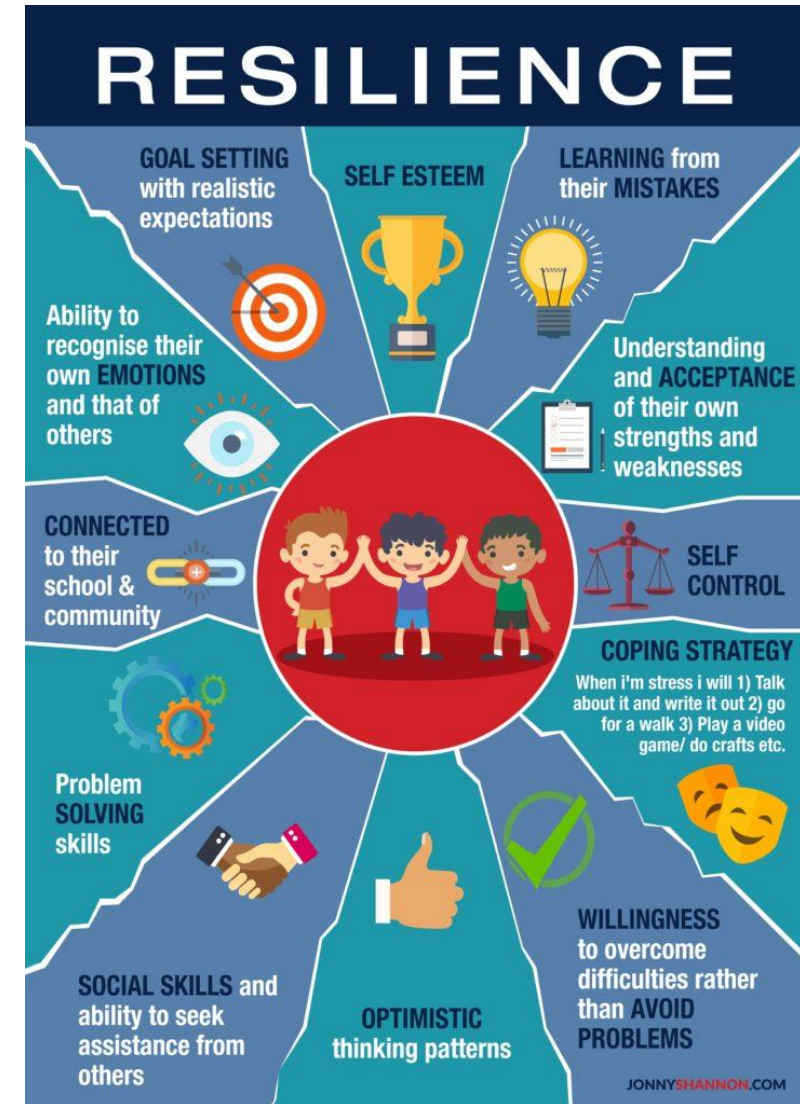 RESILIENCE
GOAL SETTING
with realistic
expectations
SELF ESTEEM
LEARNING from
their MISTAKES
Ability to
recognise their
own EMOTIONS
and that of
others
Understanding
and ACCEPTANCE
of their own
strengths and
weaknesses
CONNECTED
to their
school &
community
SELF
CONTROL
COPING STRATEGY
When i'm stress i will 1) Talk
about it and write it out 2) go
for a walk 3) Play a video
game/ do crafts etc.
Problem
SOLVING
skills
SOCIAL SKILLS and
ability to seek
assistance from
others
OPTIMISTIC
thinking patterns
WILLINGNESS
to overcome
difficulties rather
than AVOID
PROBLEMS
JONNYSHANNON.COM